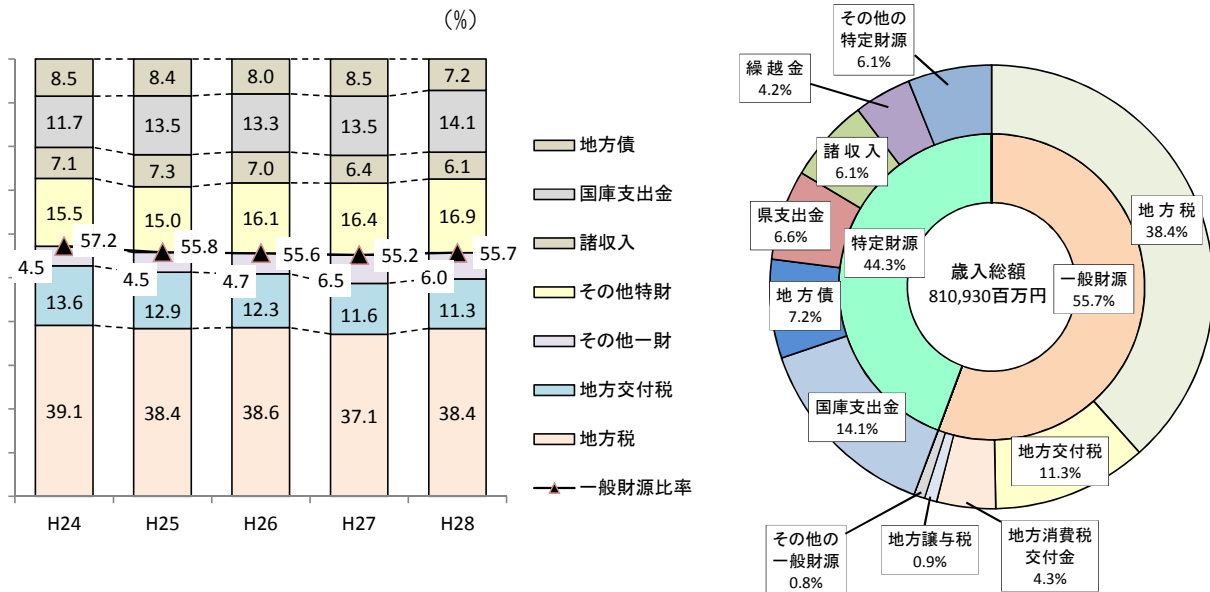 (%)
8.5
8.4
8.0
8.5
7.2
11.7
13.5
13.3
13.5
14.1
7.1
7.3
7.0
6.4
6.1
15.5
15.0
16.1
16.4
16.9
57.2
55.8
55.6
55.2
55.7
4.5
4.5
4.7
6.5
6.0
13.6
12.9
12.3
11.6
11.3
39.1
38.4
38.6
37.1
38.4
H24
H25
H26
H27
H28
地方債
国庫支出金
諸収入
その他特財
その他一財
地方交付税
地方税
一般財源比率
その他の
特定財源
6.1%
繰越金
4.2%
諸収入
6.1%
県支出金
6.6%
地方債
7.2%
国庫支出金
14.1%
特定財源
44.3%
歳入総額
810,930百万円
一般財源
55.7%
地方税
38.4%
地方交付税
11.3%
地方消費税
交付金
4.3%
地方譲与税
0.9%
その他の
一般財源
0.8%